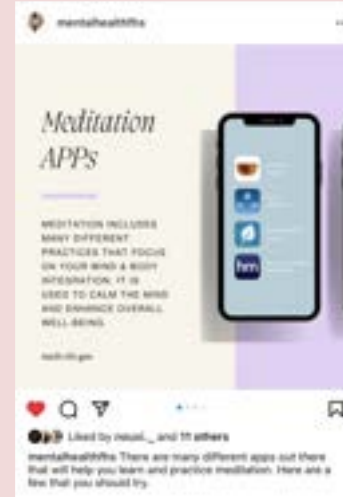 mentalhealthfhs
Meditation
APPs
MEDITATION INCLUDES
MANY DIFFERENT
PRACTICES THAT FOCUS
ON YOUR MIND & BODY
INTEGRATION. IT IS
USED TO CALM THE MIND
AND ENHANCE OVERALL
WELL-BEING.
hm
Liked by and 11 others
mentalhealthfhs There are many different apps out there
that will help you learn and practice meditation. Here are a
few that you should try.